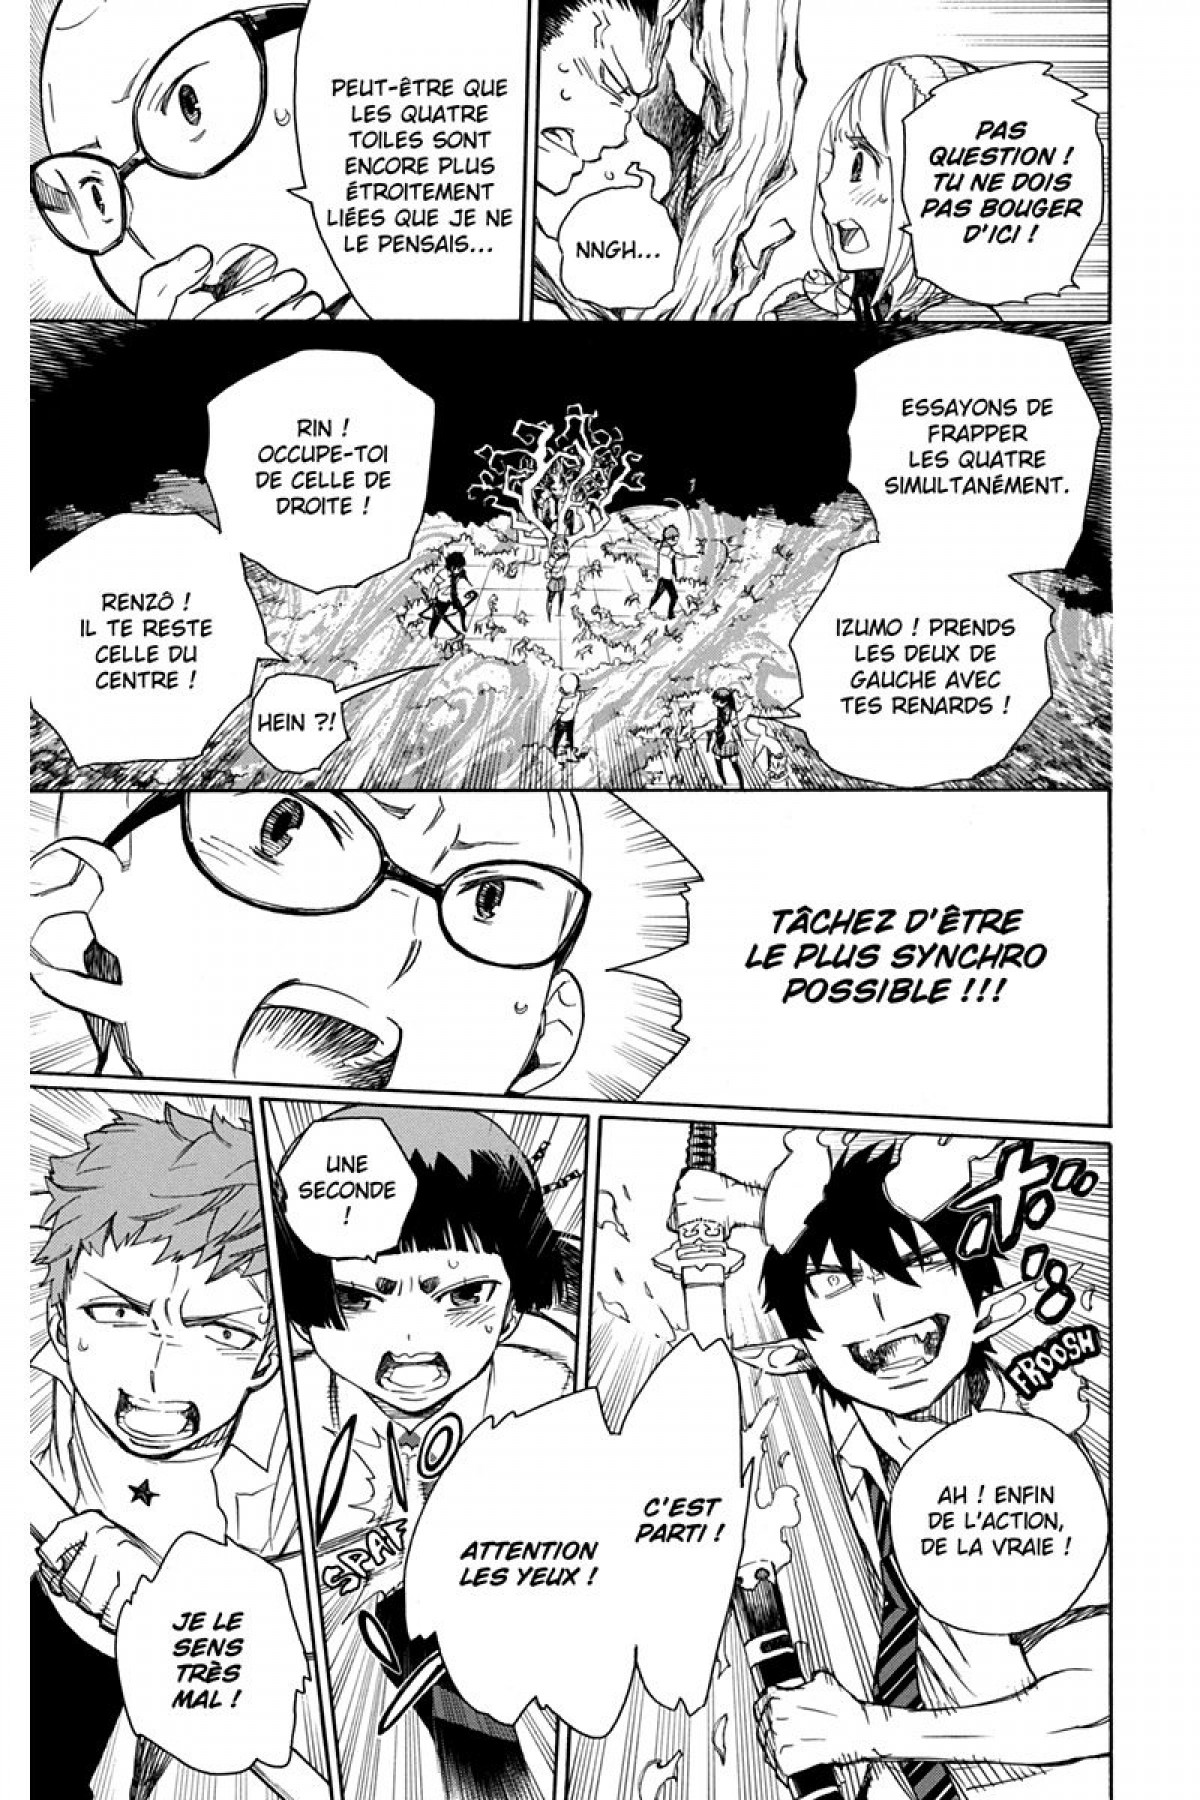 PAS
QUESTION !
TU NE DOIS
PAS BOUGER
D'ICI !
NNGH...
PEUT-ÊTRE QUE
LES QUATRE
TOILES SONT
ENCORE PLUS
ÉTROITEMENT
LIÉES QUE JE NE
LE PENSAIS...
ESSAYONS DE
FRAPPER
LES QUATRE
SIMULTANÉMENT.
IZUMO ! PRENDS
LES DEUX DE
GAUCHE AVEC
TES RENARDS !
RIN !
OCCUPE-TOI
DE CELLE DE
DROITE !
RENZÔ !
IL TE RESTE
CELLE DU
CENTRE !
HEIN ?!
TÂCHEZ D'ÊTRE
LE PLUS SYNCHRO
POSSIBLE !!!
FROOSH
AH ! ENFIN
DE L'ACTION,
DE LA VRAIE !
C'EST
PARTI !
UNE
SECONDE
!
ATTENTION
LES YEUX !
JE LE
SENS
TRÈS
MAL !